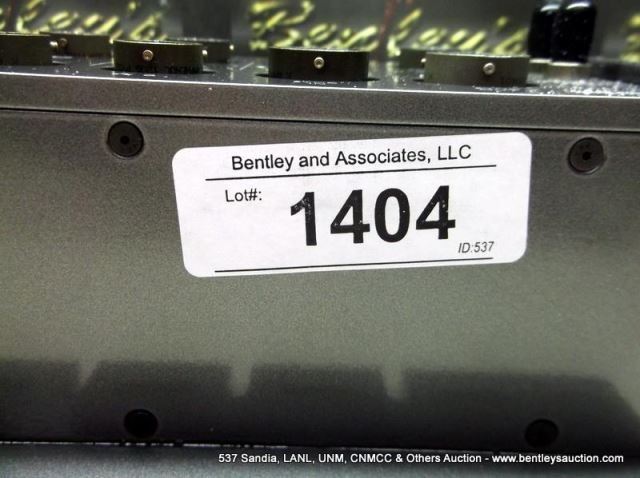 Bentley and Associates, LLC
Lot#:
1404
ID:537
537 Sandia, LANL, UNM, CNMCC & Others Auction - www.bentleysauction.com